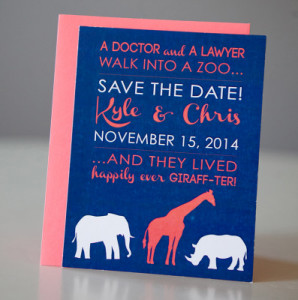 A DOCTOR and A LAWYER
WALK INTO A ZOO...
SAVE THE DATE!
Kyle & Chris
NOVEMBER 15, 2014
...AND THEY LIVED
happily ever GIRAFF-TER!